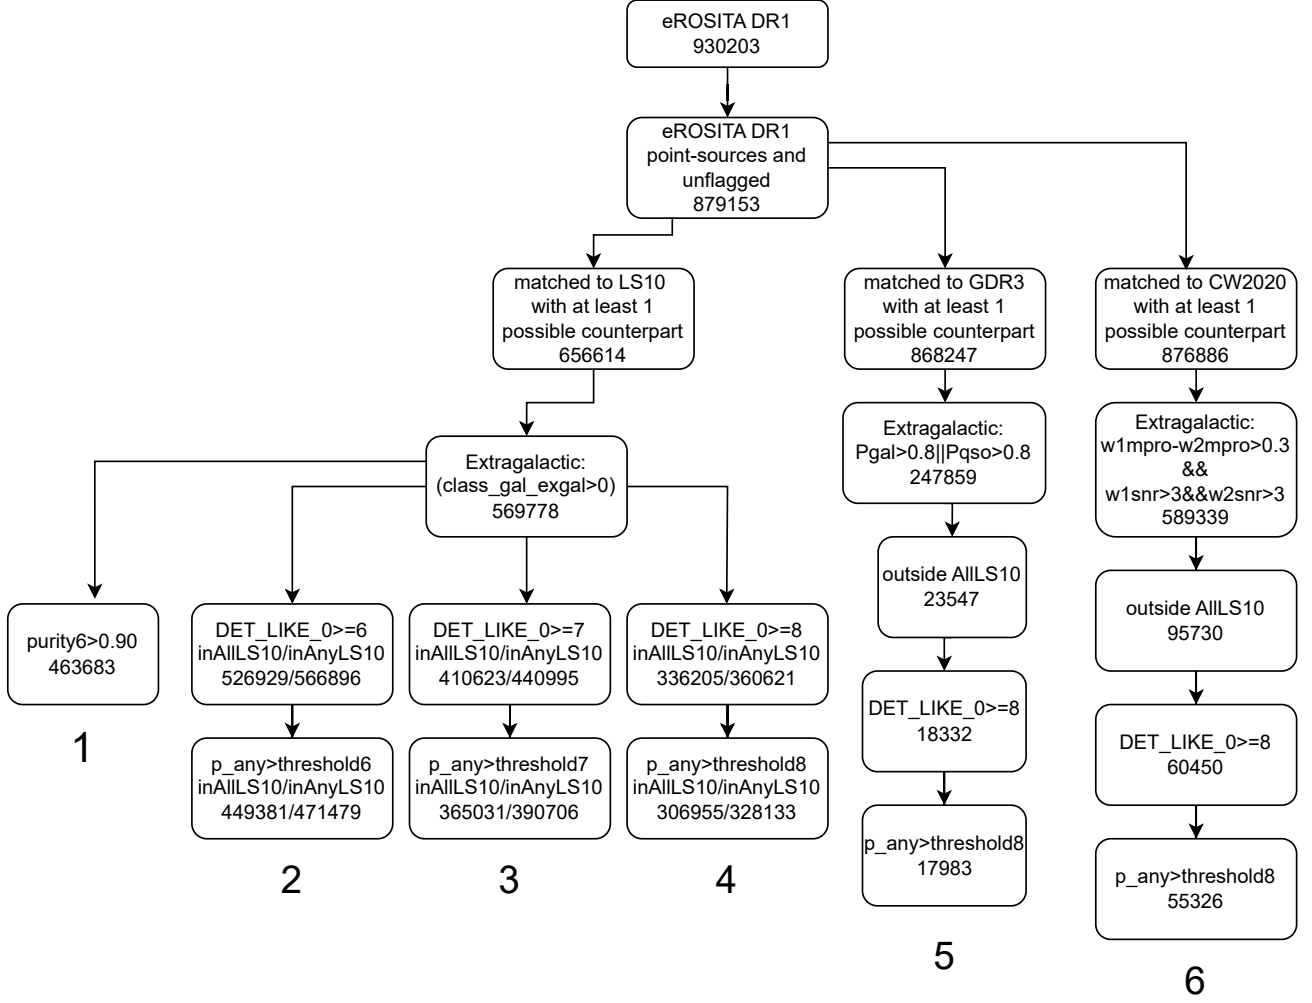 eROSITA DR1
930203
eROSITA DR1
point-sources and
unflagged
879153
matched to LS10
with at least 1
possible counterpart
656614
matched to GDR3
with at least 1
possible counterpart
868247
matched to CW2020
with at least 1
possible counterpart
876886
Extragalactic:
(class_gal_exgal>0)
569778
Extragalactic:
Pgal>0.8||Pqso>0.8
247859
Extragalactic:
w1mpro-w2mpro>0.3
&&
w1snr>3&&w2snr>3
589339
purity6>0.90
463683
1
DET_LIKE_0>=6
inAllLS10/inAnyLS10
526929/566896
p_any>threshold6
inAllLS10/inAnyLS10
449381/471479
2
DET_LIKE_0>=7
inAllLS10/inAnyLS10
410623/440995
p_any>threshold7
inAllLS10/inAnyLS10
365031/390706
3
DET_LIKE_0>=8
inAllLS10/inAnyLS10
336205/360621
p_any>threshold8
inAllLS10/inAnyLS10
306955/328133
4
outside AllLS10
23547
DET_LIKE_0>=8
18332
p_any>threshold8
17983
5
outside AllLS10
95730
DET_LIKE_0>=8
60450
p_any>threshold8
55326
6